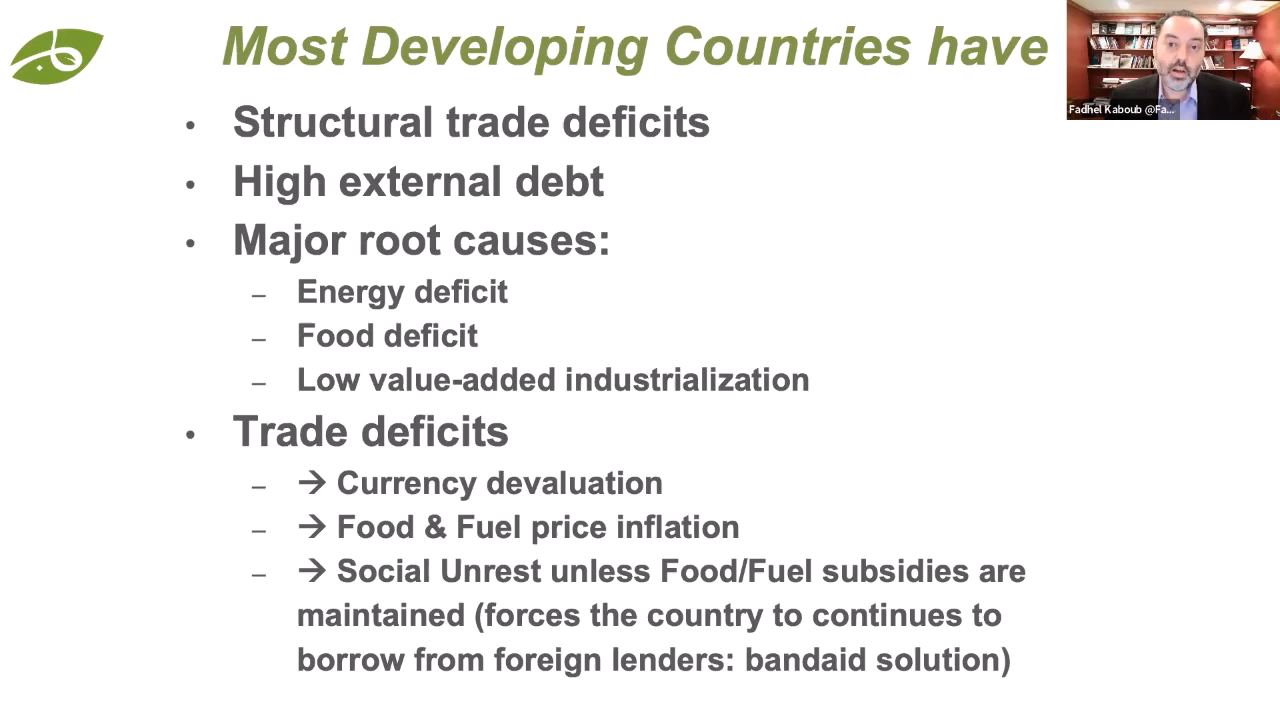 Most Developing Countries have
Fadhel Kaboub @Fa...
• Structural trade deficits
• High external debt
• Major root causes:
– Energy deficit
– Food deficit
– Low value-added industrialization
• Trade deficits
– → Currency devaluation
– → Food & Fuel price inflation
– → Social Unrest unless Food/Fuel subsidies are
maintained (forces the country to continues to
borrow from foreign lenders: bandaid solution)